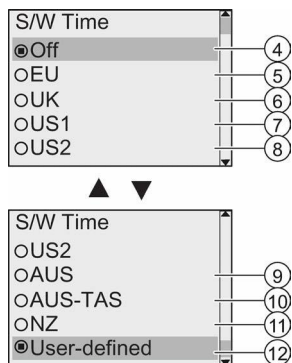 S/W Time
Off 4
EU 5
UK 6
US1 7
US2 8
S/W Time
US2
AUS 9
AUS-TAS 10
NZ 11
User-defined 12